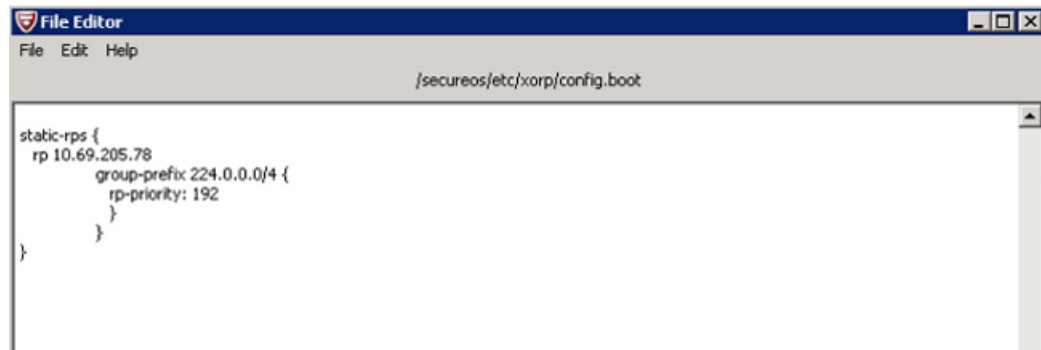 File Editor
File Edit Help
/secureos/etc/xorp/config.boot
static-rps {
rp 10.69.205.78
group-prefix 224.0.0.0/4 {
rp-priority: 192
}
}
}